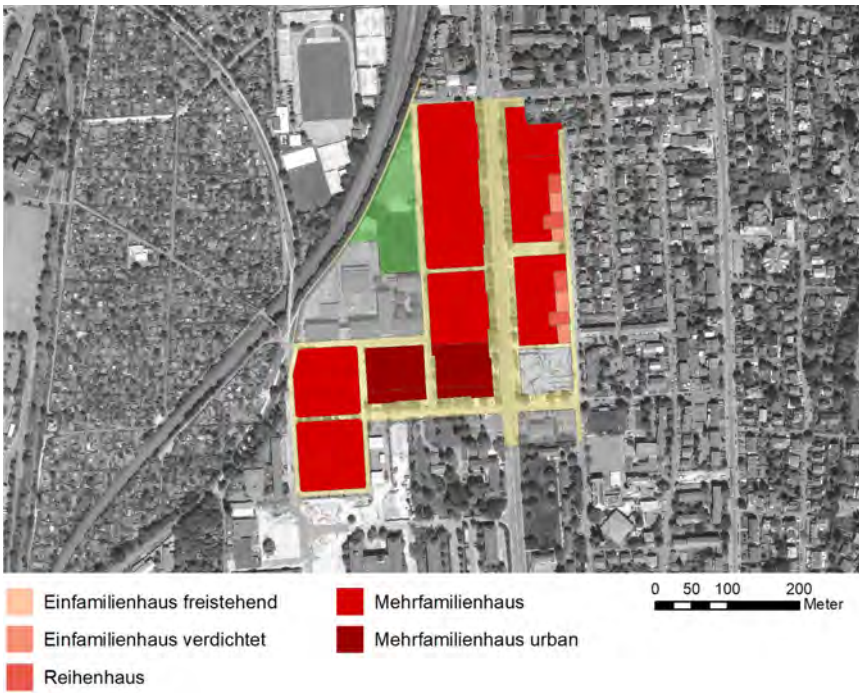 Einfamilienhaus freistehend
Einfamilienhaus verdichtet
Reihenhaus
Mehrfamilienhaus
Mehrfamilienhaus urban
0 50 100 200
Meter